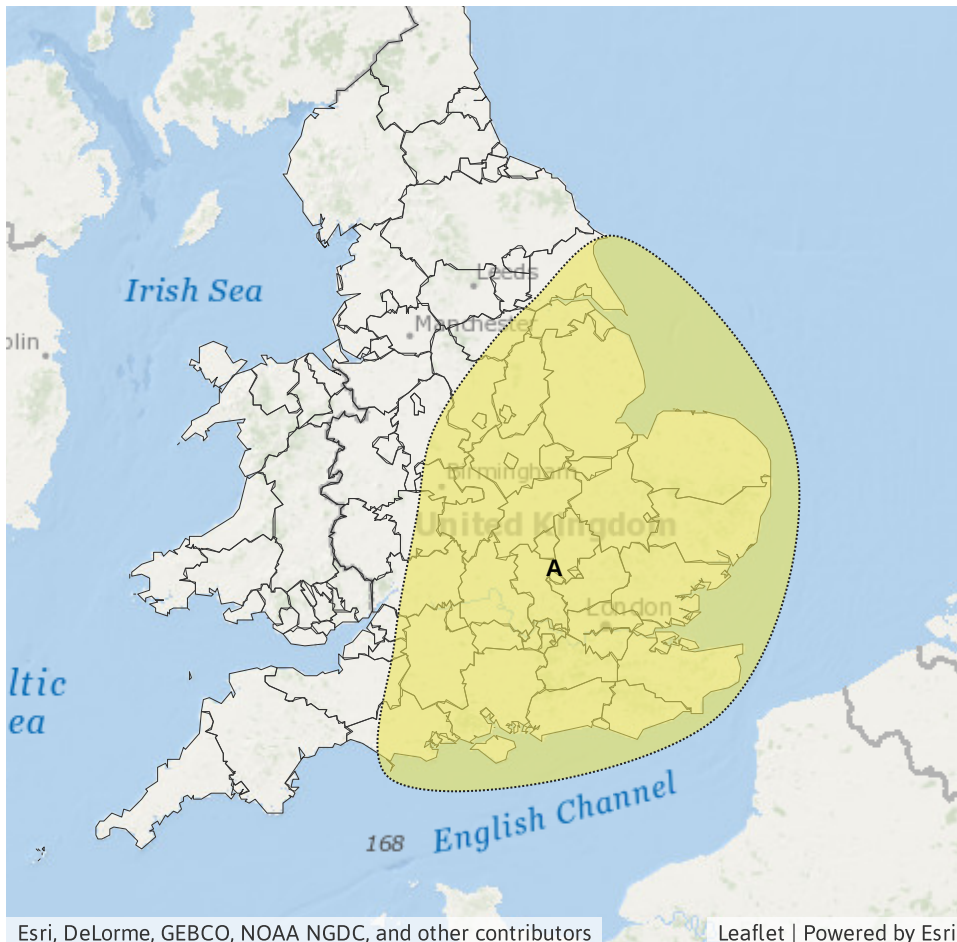 Irish Sea
Leeds
Manchester
olin
Birmingham
United Kingdom
A
London
ltic
ea
English Channel
168
Esri, DeLorme, GEBCO, NOAA NGDC, and other contributors
Leaflet | Powered by Esri